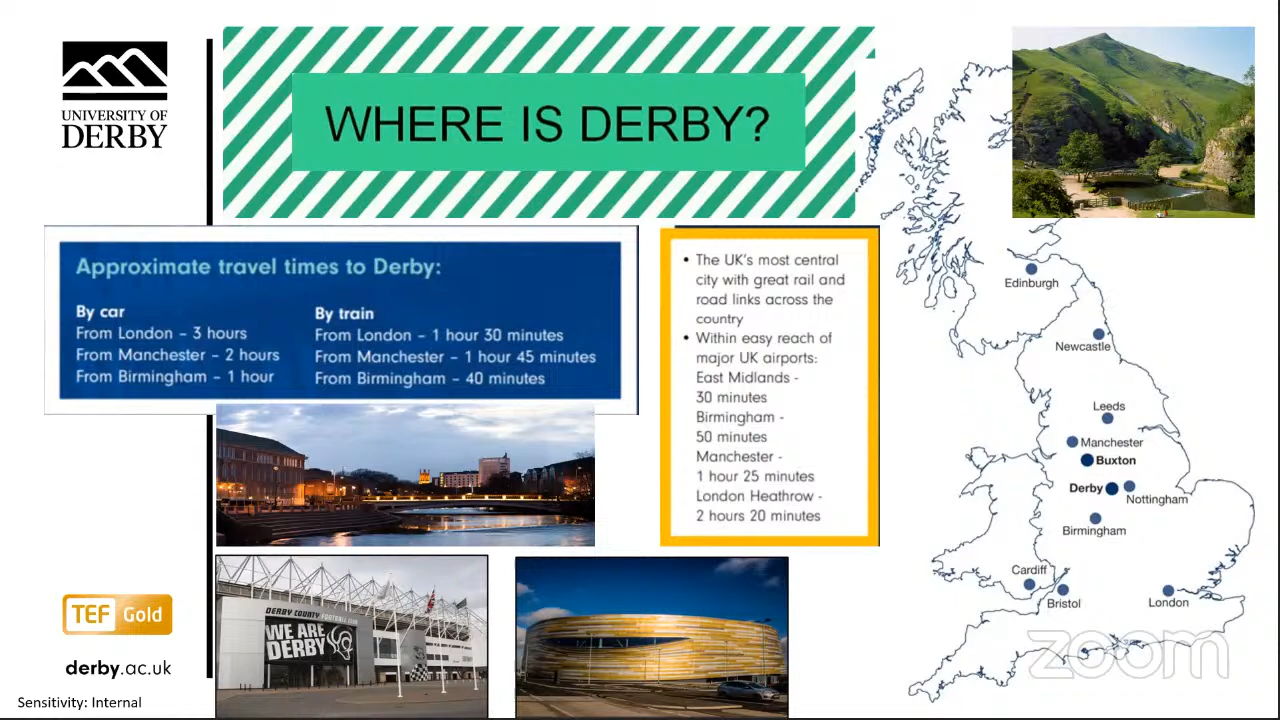 UNIVERSITY OF
DERBY
WHERE IS DERBY?
Approximate travel times to Derby:
By car
From London – 3 hours
From Manchester – 2 hours
From Birmingham – 1 hour
By train
From London – 1 hour 30 minutes
From Manchester – 1 hour 45 minutes
From Birmingham – 40 minutes
• The UK's most central
city with great rail and
road links across the
country
• Within easy reach of
major UK airports:
East Midlands -
30 minutes
Birmingham -
50 minutes
Manchester -
1 hour 25 minutes
London Heathrow -
2 hours 20 minutes
Edinburgh
Newcastle
Leeds
Manchester
Buxton
Derby
Nottingham
Birmingham
Cardiff
Bristol
London
DERBY COUNTY FOOTBALL CLUB
WE ARE
DERBY
TEF Gold
derby.ac.uk
Sensitivity: Internal
zoom